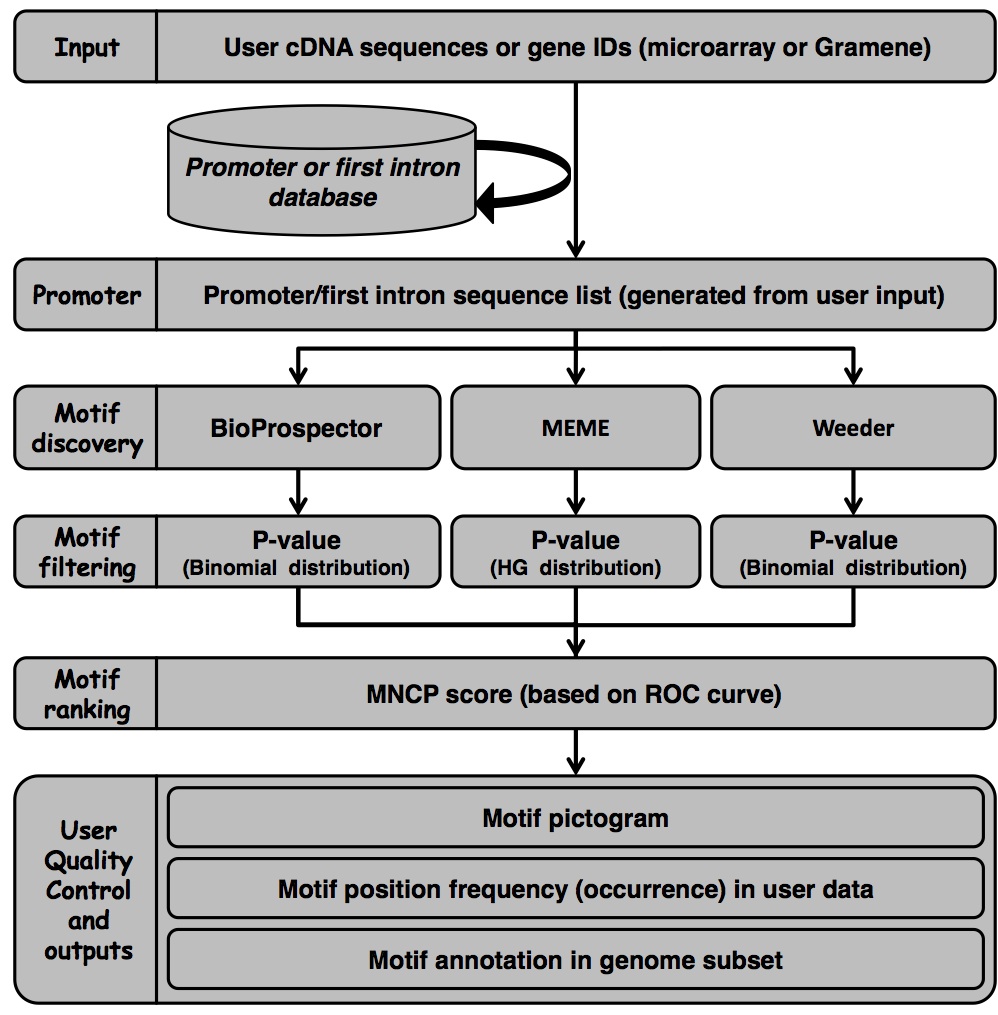 Input
User cDNA sequences or gene IDs (microarray or Gramene)
Promoter or first intron
database
Promoter
Promoter/first intron sequence list (generated from user input)
Motif
discovery
BioProspector
MEME
Weeder
Motif
filtering
P-value
(Binomial distribution)
P-value
(HG distribution)
P-value
(Binomial distribution)
Motif
ranking
MNCP score (based on ROC curve)
User
Quality
Control
and
outputs
Motif pictogram
Motif position frequency (occurrence) in user data
Motif annotation in genome subset